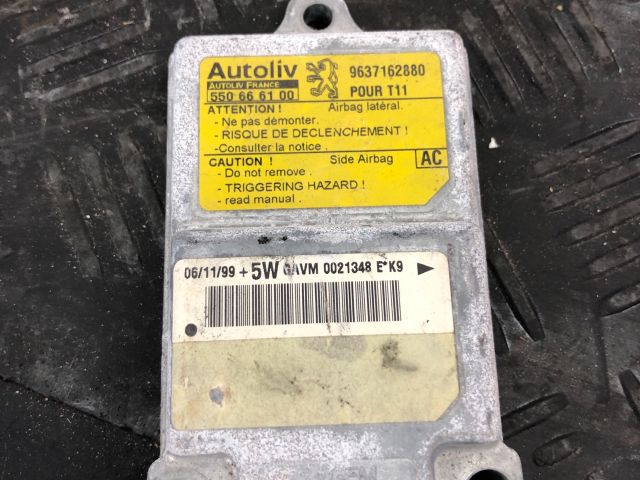 Autoliv
AUTOLIV FRANCE
550 66 61 00
9637162880
POUR T11
ATTENTION ! Airbag latéral.
- Ne pas démonter.
- RISQUE DE DECLENCHEMENT !
-Consulter la notice .
CAUTION ! Side Airbag AC
- Do not remove .
- TRIGGERING HAZARD !
- read manual .
06/11/99 + 5W GAVM 0021348 E*K9